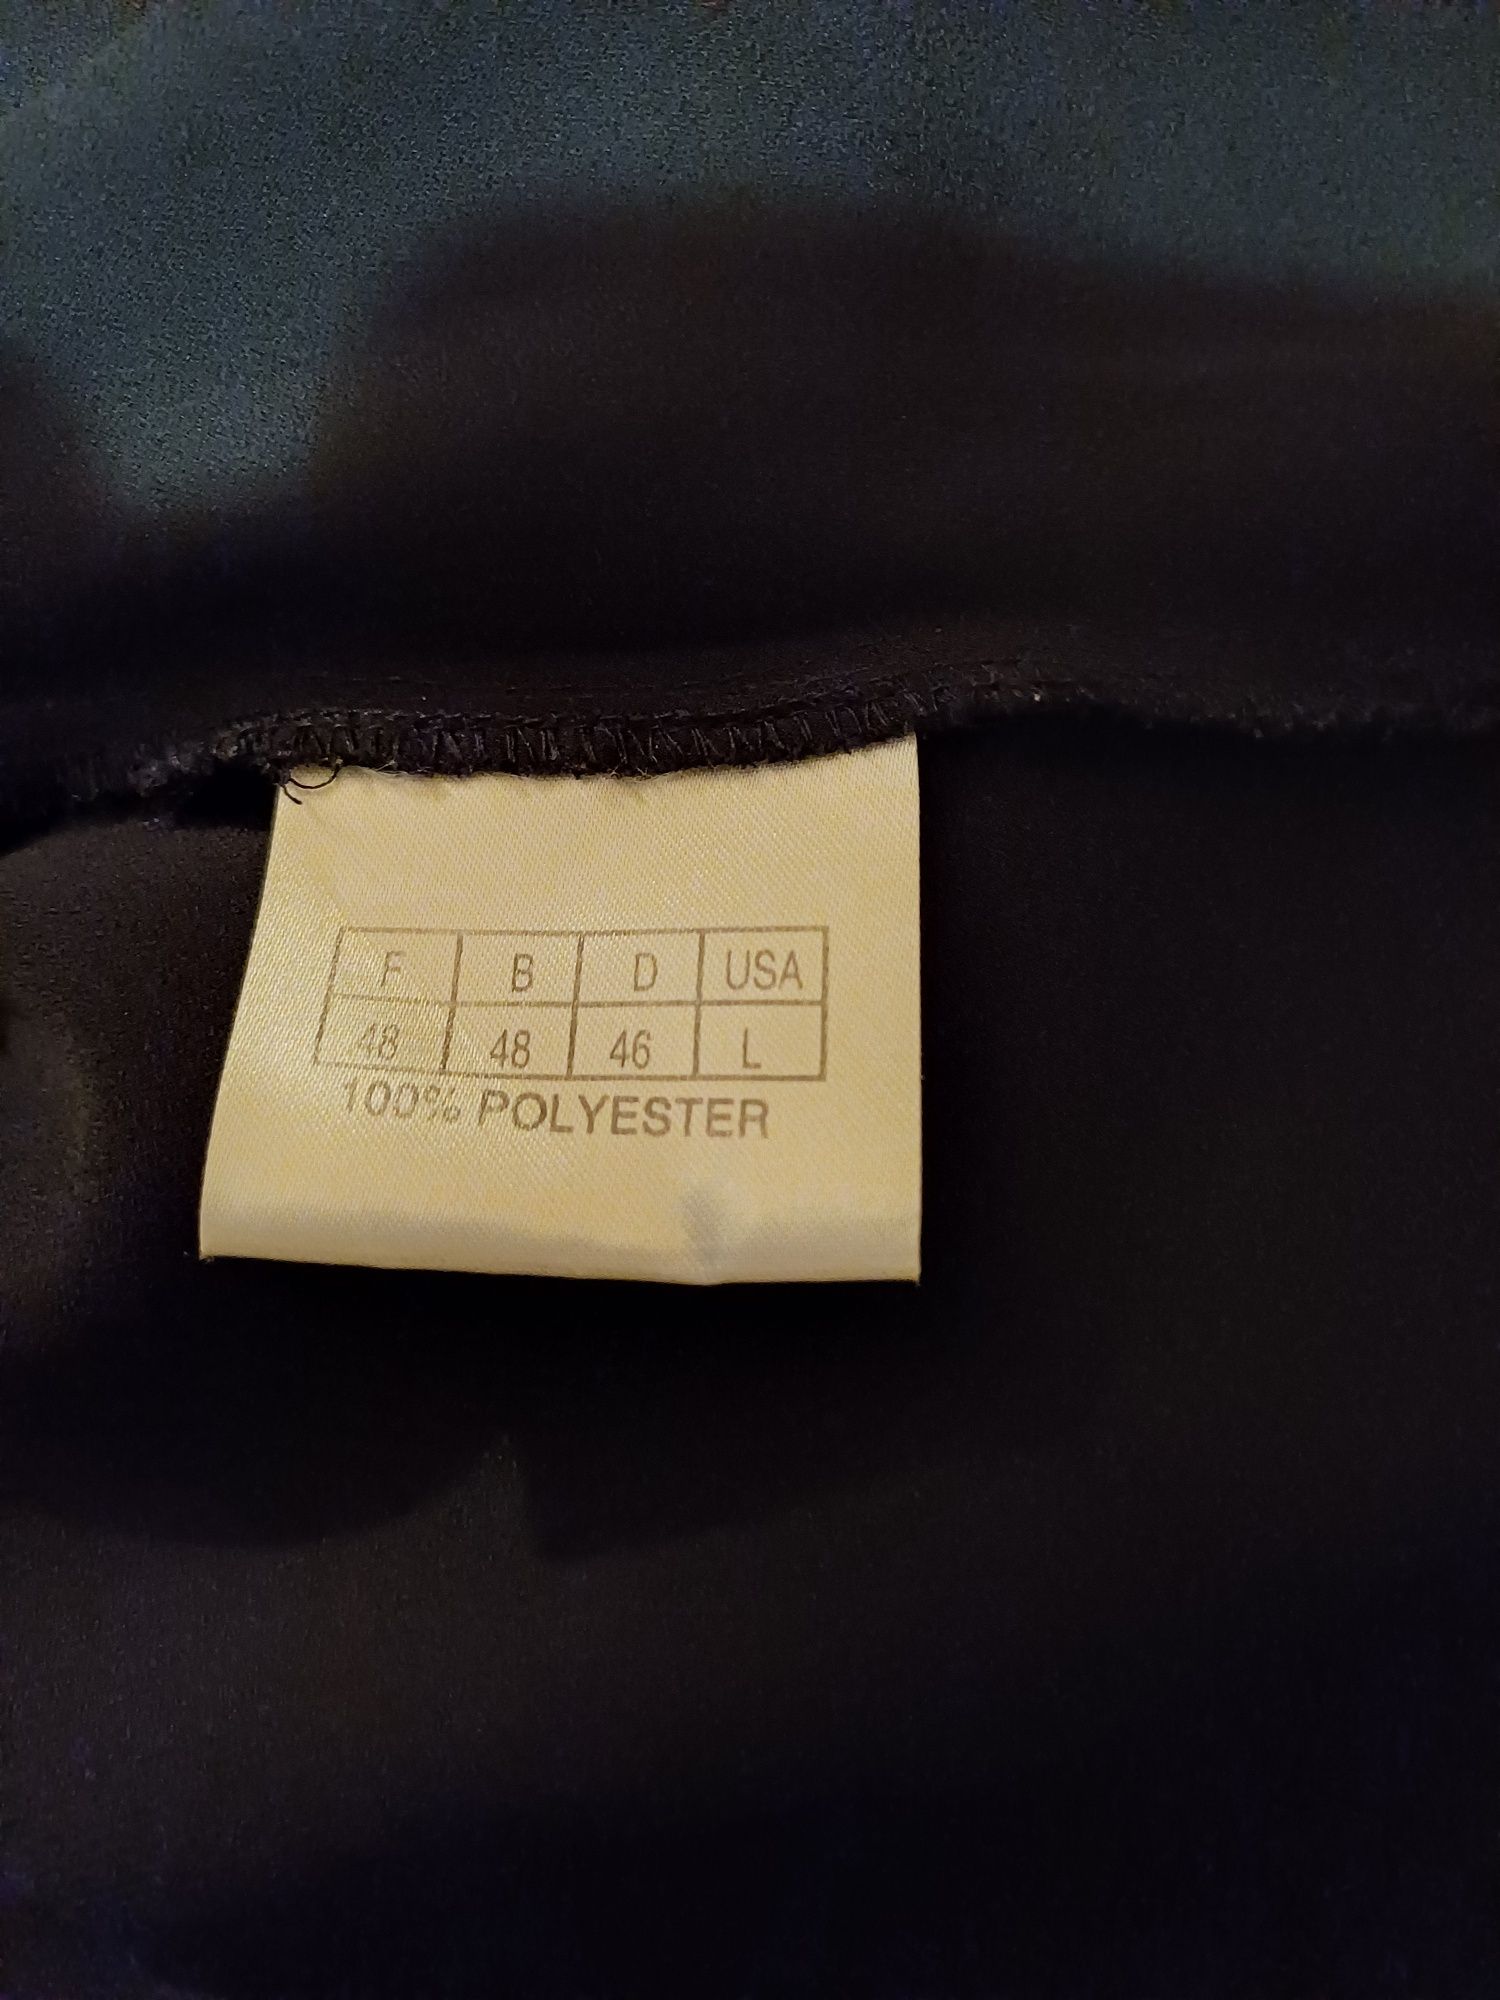 F B D USA
48 48 46 L
100% POLYESTER